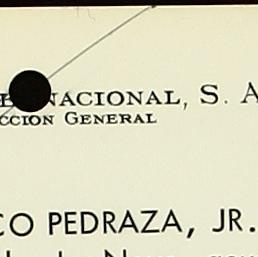 NACIONAL, S. A
CCION GENERAL
CO PEDRAZA, JR.